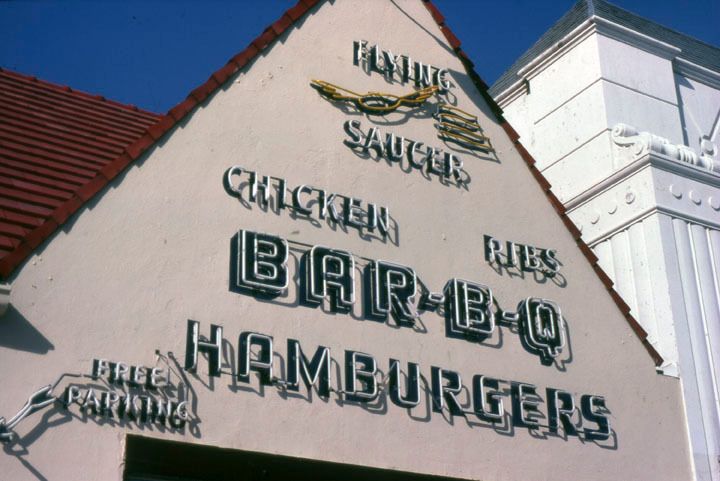 FLYING
SAUCER
CHICKEN
RIBS
BAR-B-Q
HAMBURGERS
FREE
PARKING